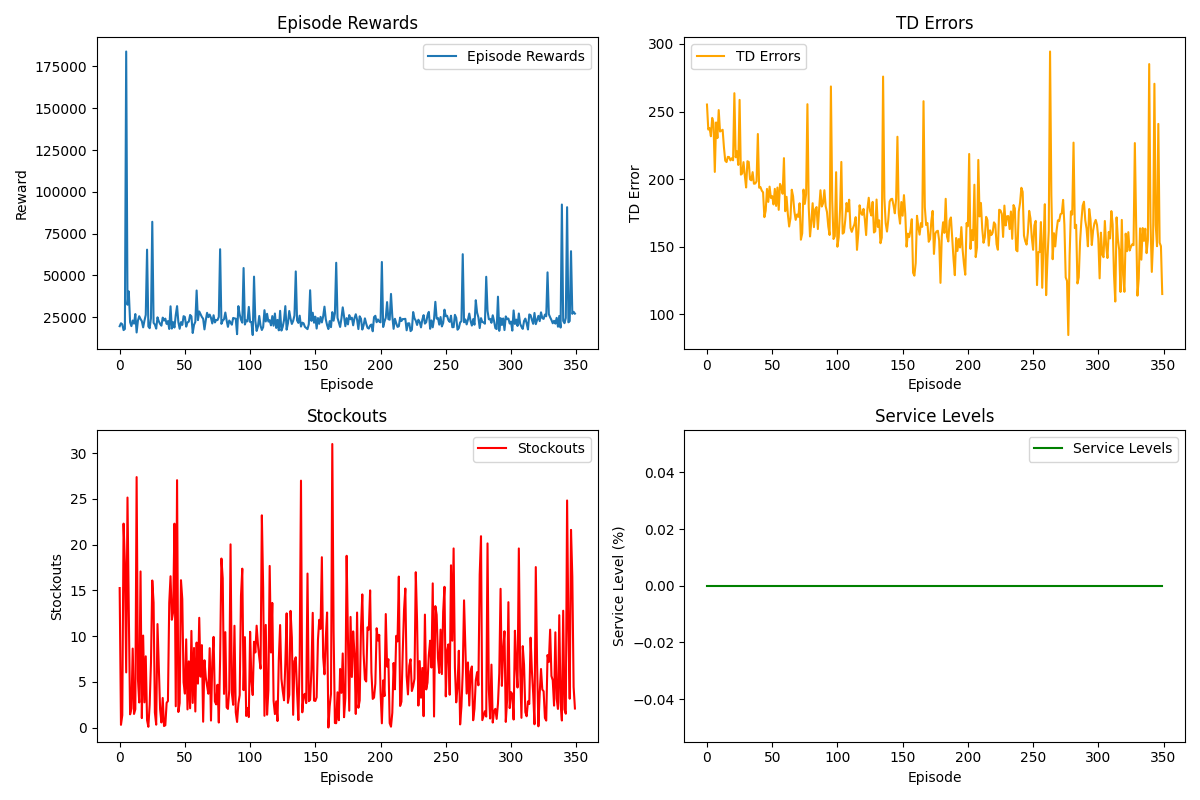 Episode Rewards
Episode Rewards
175000
150000
125000
100000
75000
50000
25000
Reward
0 50 100 150 200 250 300 350
Episode
TD Errors
TD Errors
300
250
200
150
100
TD Error
0 50 100 150 200 250 300 350
Episode
Stockouts
Stockouts
30
25
20
15
10
5
0
Stockouts
0 50 100 150 200 250 300 350
Episode
Service Levels
Service Levels
0.04
0.02
0.00
−0.02
−0.04
Service Level (%)
0 50 100 150 200 250 300 350
Episode